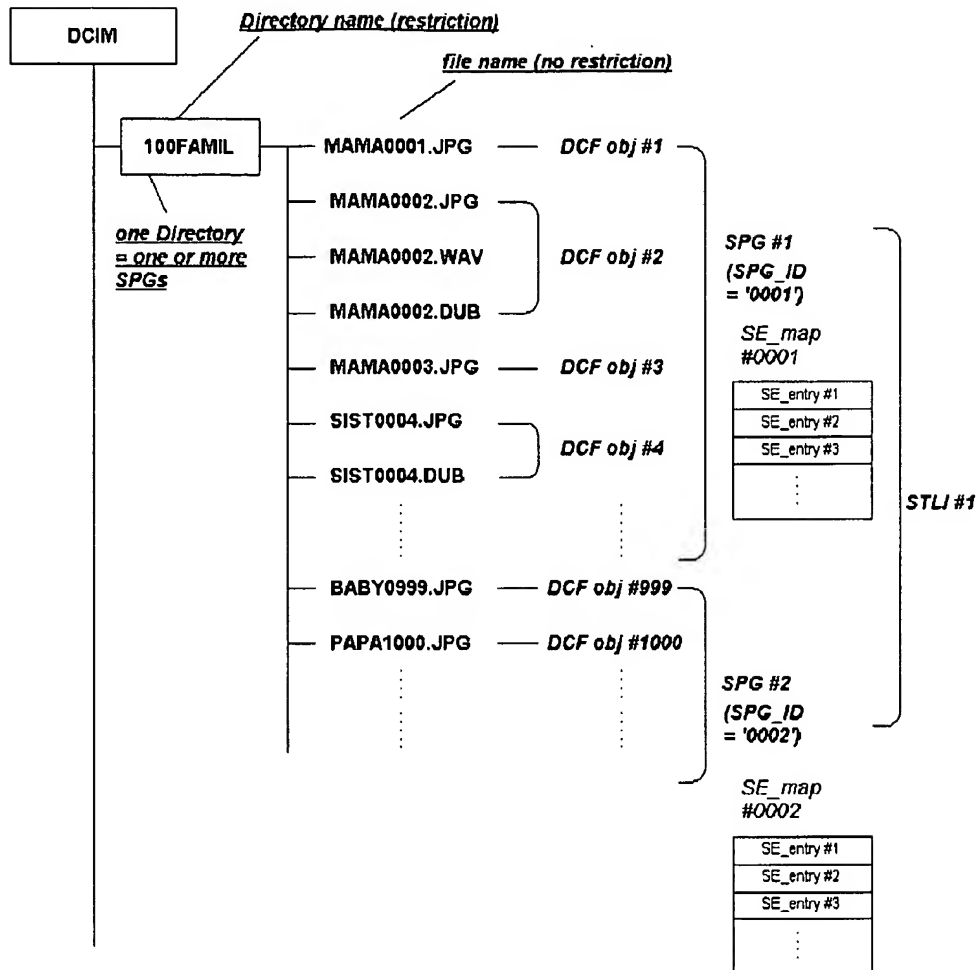 DCIM
Directory name (restriction)
file name (no restriction)
100FAMIL
one Directory
= one or more
SPGs
MAMA0001.JPG
DCF obj #1
MAMA0002.JPG
MAMA0002.WAV
DCF obj #2
MAMA0002.DUB
MAMA0003.JPG
DCF obj #3
SIST0004.JPG
DCF obj #4
SIST0004.DUB
BABY0999.JPG
DCF obj #999
PAPA1000.JPG
DCF obj #1000
SPG #1
(SPG_ID
= '0001')
SE_map
#0001
SE_entry #1
SE_entry #2
SE_entry #3
STLI #1
SPG #2
(SPG_ID
= '0002')
SE_map
#0002
SE_entry #1
SE_entry #2
SE_entry #3